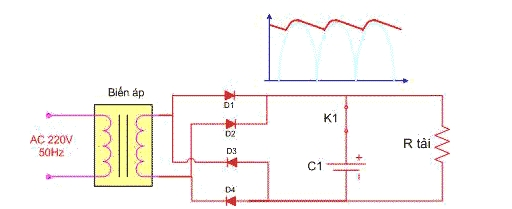 Biến áp
AC 220V
50Hz
D1
D2
D3
D4
K1
C1
+
R tải